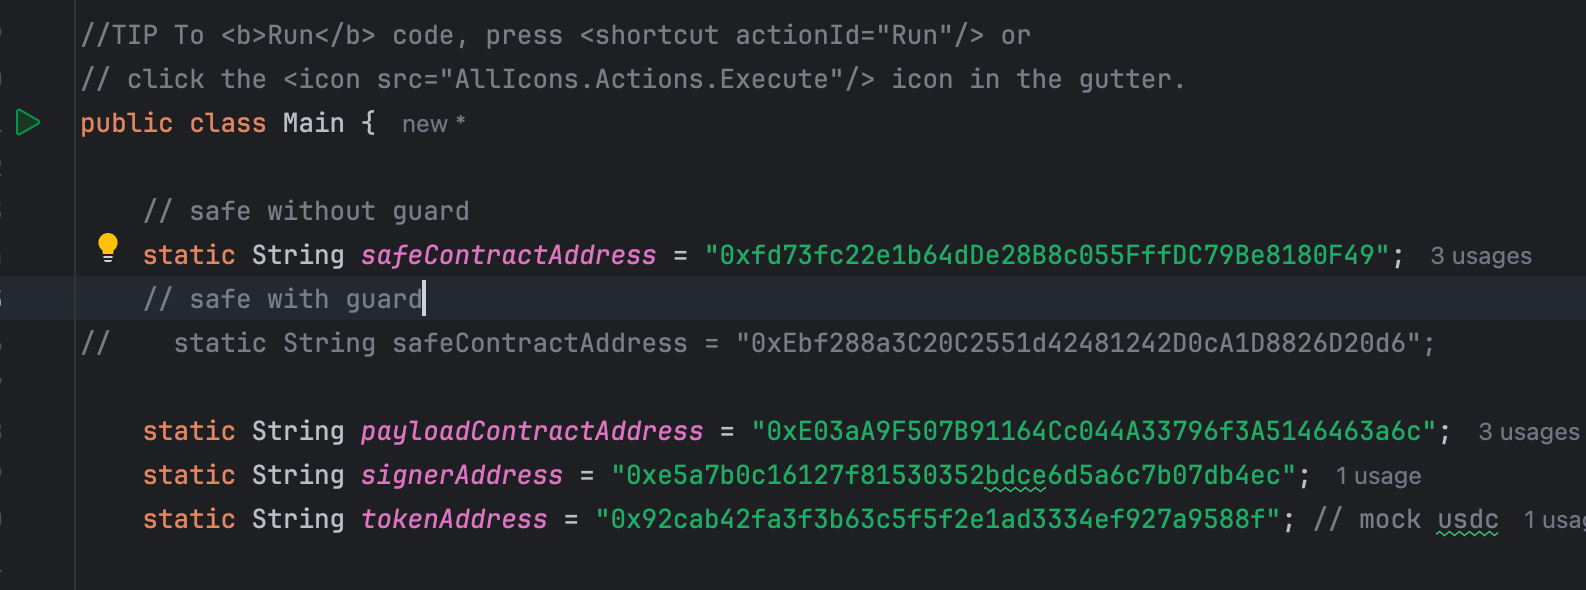 //TIP To <b>Run</b> code, press <shortcut actionId="Run"/> or
// click the <icon src="AllIcons.Actions.Execute"/> icon in the gutter.
public class Main {  new *
// safe without guard
static String safeContractAddress = "0xfd73fc22e1b64dDe28B8c055FffDC79Be8180F49";  3 usages
// safe with guard
//    static String safeContractAddress = "0xEbf288a3C20C2551d42481242D0cA1D8826D20d6";
static String payloadContractAddress = "0xE03aA9F507B91164Cc044A33796f3A5146463a6c";  3 usages
static String signerAddress = "0xe5a7b0c16127f81530352bdce6d5a6c7b07db4ec";  1 usage
static String tokenAddress = "0x92cab42fa3f3b63c5f5f2e1ad3334ef927a9588f"; // mock usdc  1 usag